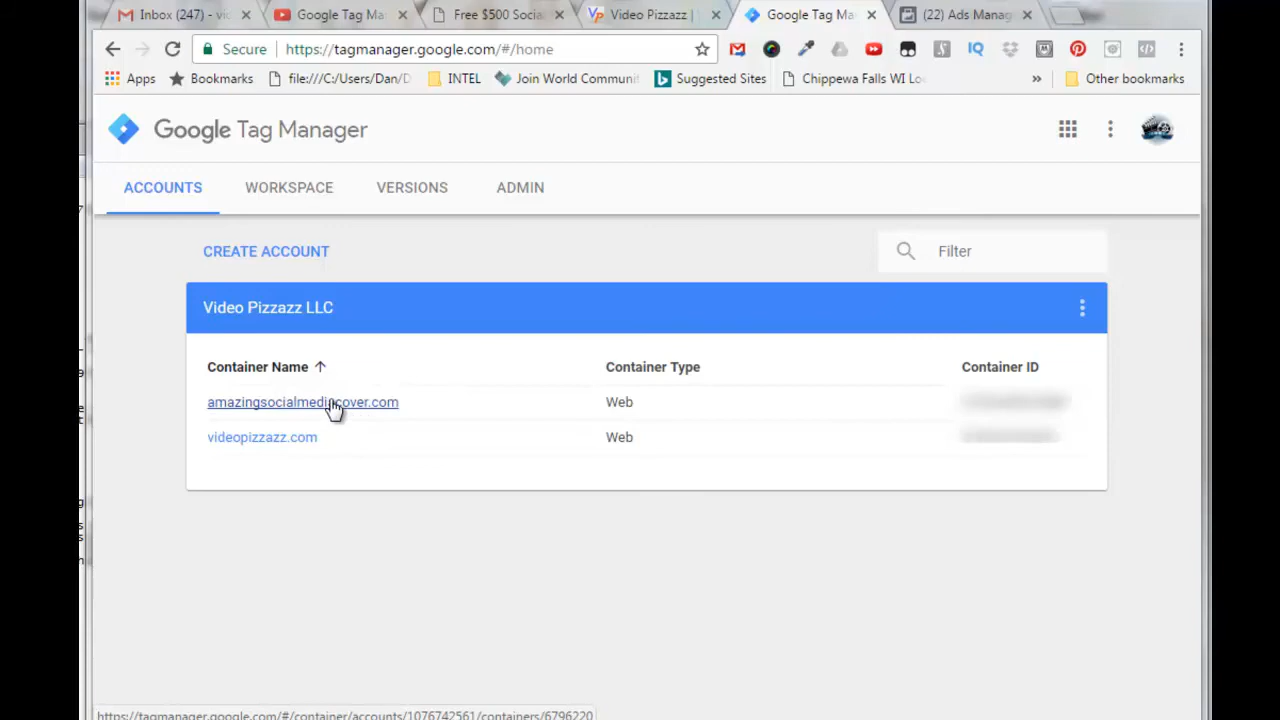 Inbox (247) - vi
Google Tag Ma
Free $500 Socia
Video Pizzazz |
Google Tag Ma
(22) Ads Manag
Secure
https://tagmanager.google.com/#/home
IQ
Apps
Bookmarks
file:///C:/Users/Dan/D
INTEL
Join World Communi
Suggested Sites
Chippewa Falls WI Lo
»
Other bookmarks
Google Tag Manager
ACCOUNTS
WORKSPACE
VERSIONS
ADMIN
CREATE ACCOUNT
Filter
Video Pizzazz LLC
Container Name
Container Type
Container ID
amazingsocialmediacover.com
Web
videopizzazz.com
Web
https://tagmanager.google.com/#/container/accounts/1076742561/containers/6796220